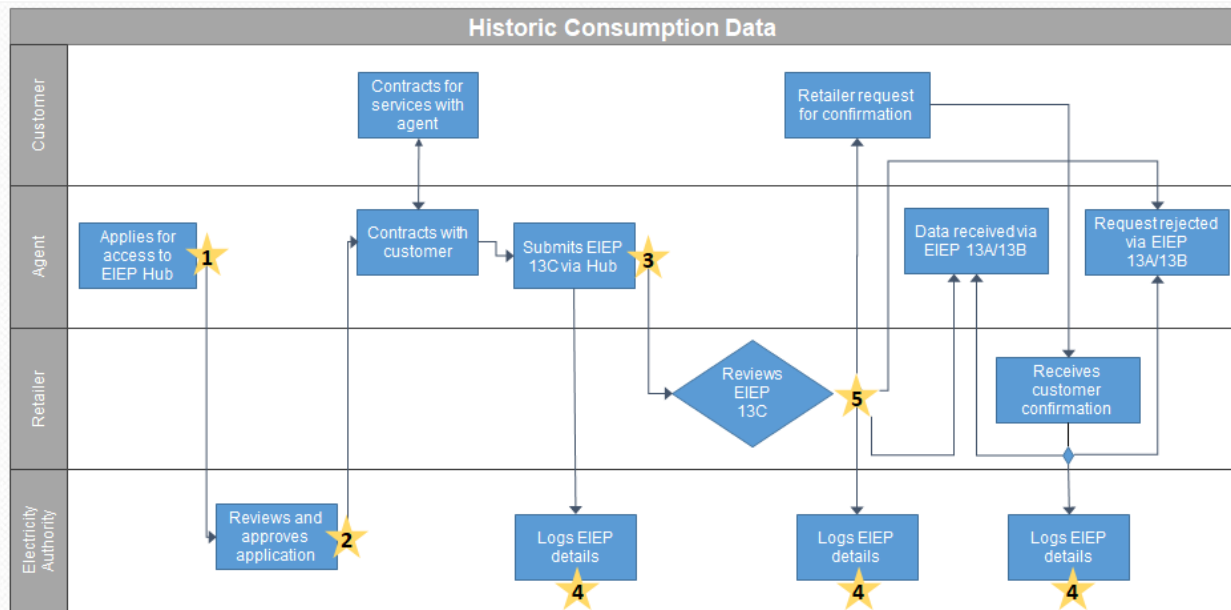 Historic Consumption Data
Customer
Contracts for
services with
agent
Retailer request
for confirmation
Agent
Applies for
access to
EIEP Hub
1
Contracts with
customer
Submits EIEP
13C via Hub
3
Data received via
EIEP 13A/13B
Request rejected
via EIEP
13A/13B
Retailer
Reviews
EIEP
13C
5
Receives
customer
confirmation
Electricity
Authority
Reviews and
approves
application
2
Logs EIEP
details
4
Logs EIEP
details
4
Logs EIEP
details
4